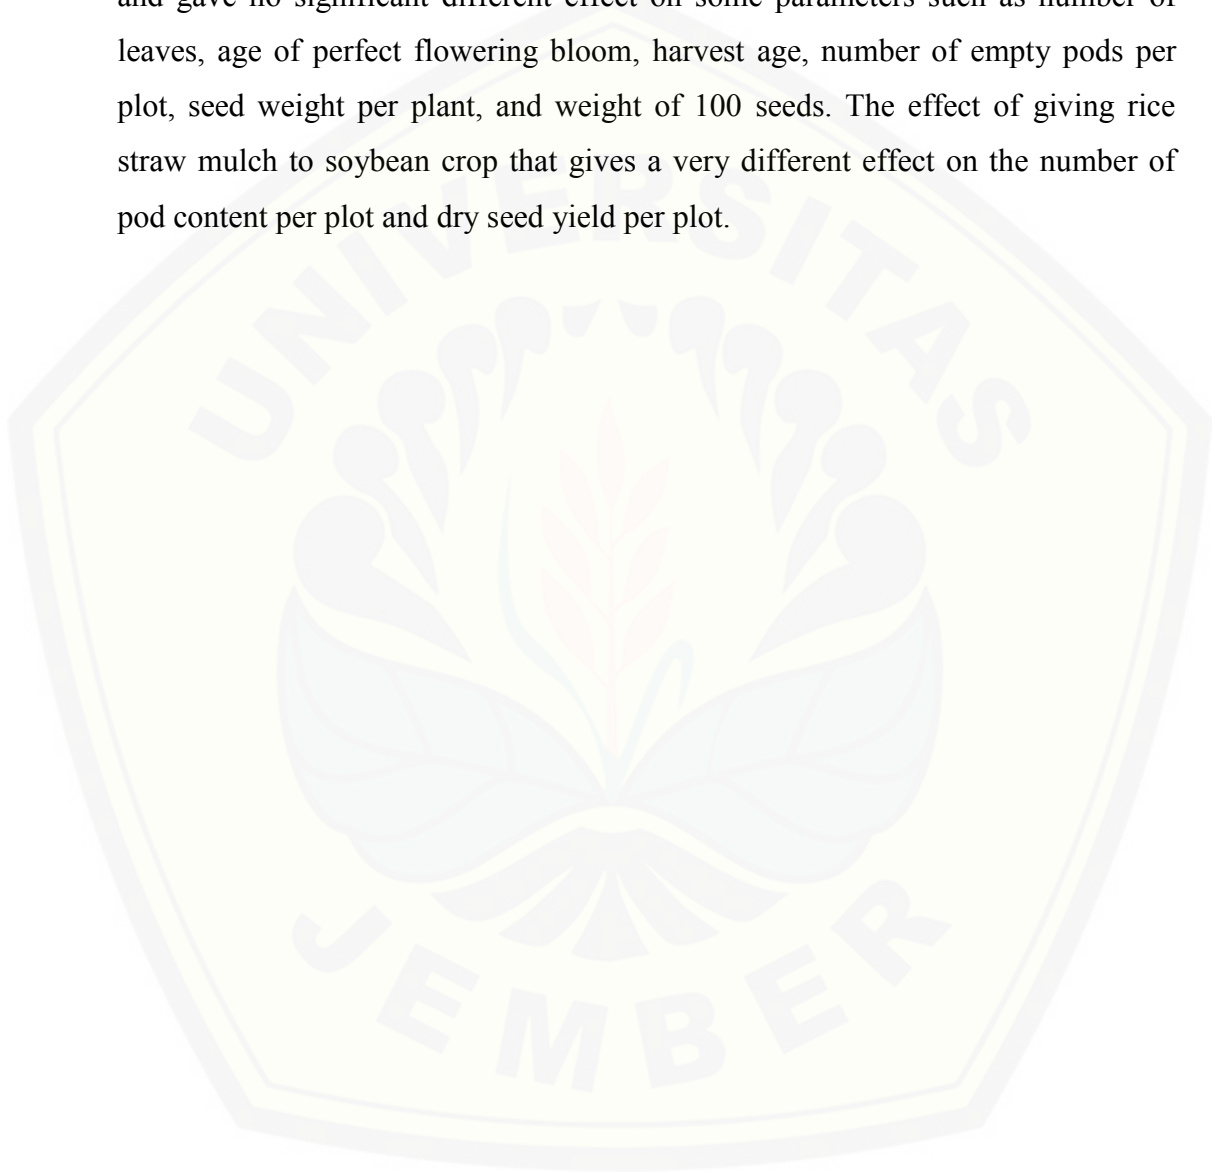 and gave no significant different effect on some parameters such as number of
leaves, age of perfect flowering bloom, harvest age, number of empty pods per
plot, seed weight per plant, and weight of 100 seeds. The effect of giving rice
straw mulch to soybean crop that gives a very different effect on the number of
pod content per plot and dry seed yield per plot.
UNIVERSITAS
JEMBER